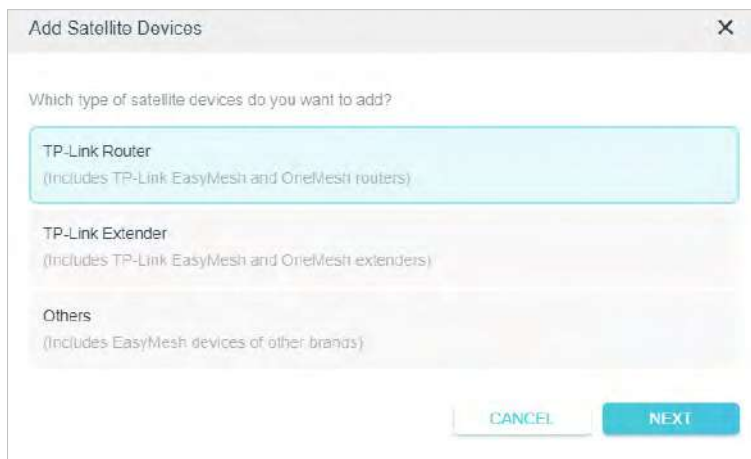 Add Satellite Devices
Which type of satellite devices do you want to add?
TP-Link Router
(Includes TP-Link EasyMesh and OneMesh routers)
TP-Link Extender
(Includes TP-Link EasyMesh and OneMesh extenders)
Others
(Includes EasyMesh devices of other brands)
CANCEL NEXT